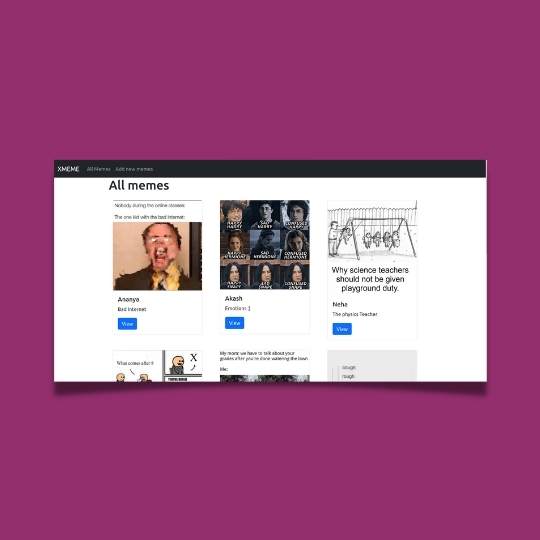 XMEME All Memes Add new memes
All memes
Nobody during the online classes:
The one kid with the bad internet:
Ananya
Bad Internet
View
HAPPY HARRY
SAD HARRY
CONFUSED HARRY
HAPPY HERMIONE
SAD HERMIONE
CONFUSED HERMIONE
HAPPY SNAPE
SAD SNAPE
CONFUSED SNAPE
Akash
Emotions :)
View
Why science teachers
should not be given
playground duty.
Neha
The physics Teacher
View
What comes after
X
My mom: we have to talk about your
grades after you're done watering the lawn
Me:
cough
rough